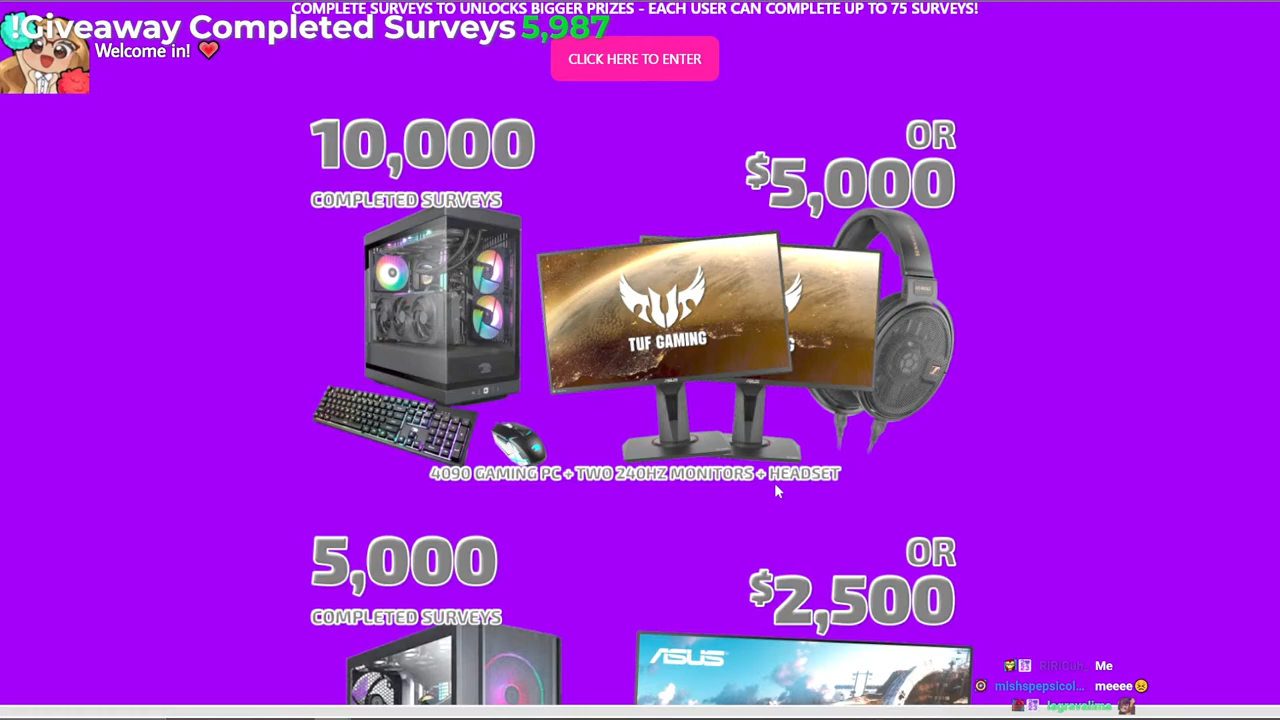 COMPLETE SURVEYS TO UNLOCKS BIGGER PRIZES - EACH USER CAN COMPLETE UP TO 75 SURVEYS!
!Giveaway Completed Surveys 5,987
Welcome in!
CLICK HERE TO ENTER
10,000
COMPLETED SURVEYS
OR
$5,000
TUF GAMING
4090 GAMING PC + TWO 240HZ MONITORS + HEADSET
5,000
COMPLETED SURVEYS
OR
$2,500
ASUS
Me
mishspepsicol... meeee